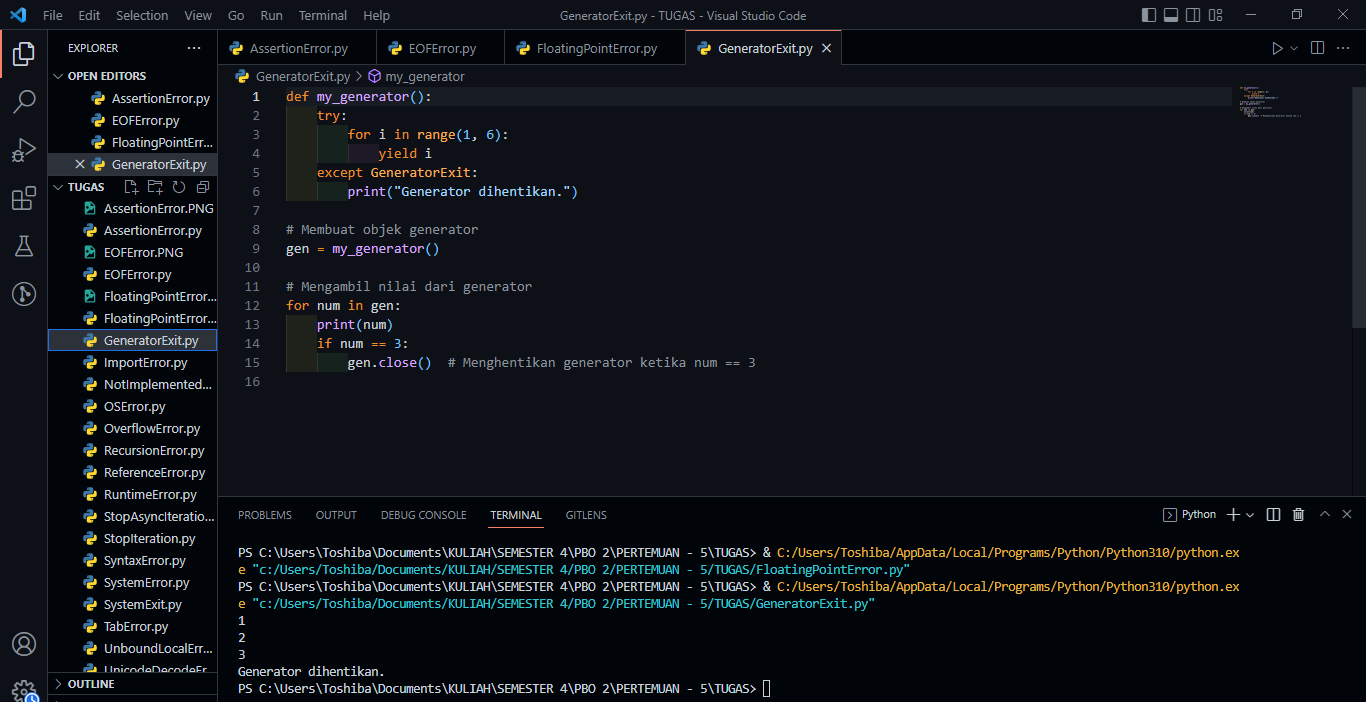 File Edit Selection View Go Run Terminal Help GeneratorExit.py - TUGAS - Visual Studio Code
EXPLORER
OPEN EDITORS
AssertionError.py
EOFError.py
FloatingPointErr...
GeneratorExit.py
TUGAS
AssertionError.PNG
AssertionError.py
EOFError.PNG
EOFError.py
FloatingPointError...
FloatingPointError...
GeneratorExit.py
ImportError.py
NotImplemented...
OSError.py
OverflowError.py
RecursionError.py
ReferenceError.py
RuntimeError.py
StopAsyncIteratio...
StopIteration.py
SyntaxError.py
SystemError.py
SystemExit.py
TabError.py
UnboundLocalErr...
UnicodeDecodeEr...
OUTLINE
AssertionError.py EOFError.py FloatingPointError.py GeneratorExit.py
GeneratorExit.py > my_generator
1 def my_generator():
2     try:
3         for i in range(1, 6):
4             yield i
5     except GeneratorExit:
6         print("Generator dihentikan.")
7
8 # Membuat objek generator
9 gen = my_generator()
10
11 # Mengambil nilai dari generator
12 for num in gen:
13     print(num)
14     if num == 3:
15         gen.close()  # Menghentikan generator ketika num == 3
16
PROBLEMS OUTPUT DEBUG CONSOLE TERMINAL GITLENS Python
PS C:\Users\Toshiba\Documents\KULIAH\SEMESTER 4\PBO 2\PERTEMUAN - 5\TUGAS> & C:/Users/Toshiba/AppData/Local/Programs/Python/Python310/python.ex
e "c:/Users/Toshiba/Documents/KULIAH/SEMESTER 4/PBO 2/PERTEMUAN - 5/TUGAS/FloatingPointError.py"
PS C:\Users\Toshiba\Documents\KULIAH\SEMESTER 4\PBO 2\PERTEMUAN - 5\TUGAS> & C:/Users/Toshiba/AppData/Local/Programs/Python/Python310/python.ex
e "c:/Users/Toshiba/Documents/KULIAH/SEMESTER 4/PBO 2/PERTEMUAN - 5/TUGAS/GeneratorExit.py"
1
2
3
Generator dihentikan.
PS C:\Users\Toshiba\Documents\KULIAH\SEMESTER 4\PBO 2\PERTEMUAN - 5\TUGAS>